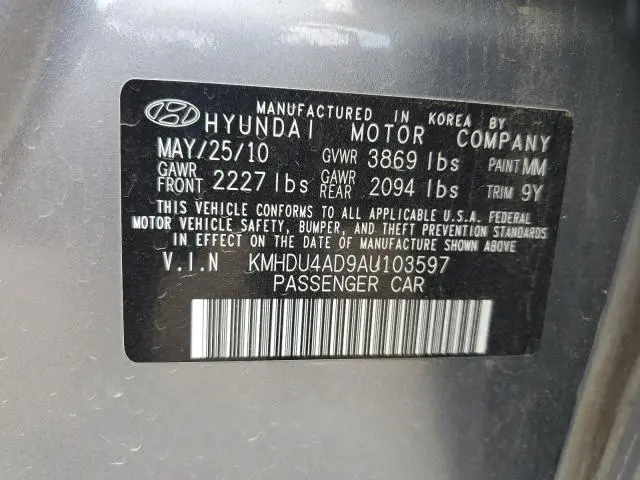 MANUFACTURED IN KOREA BY
HYUNDAI MOTOR COMPANY
MAY/25/10 GVWR 3869 lbs PAINT MM
GAWR FRONT 2227 lbs GAWR REAR 2094 lbs TRIM 9Y
THIS VEHICLE CONFORMS TO ALL APPLICABLE U.S.A. FEDERAL
MOTOR VEHICLE SAFETY, BUMPER, AND THEFT PREVENTION STANDARDS
IN EFFECT ON THE DATE OF MANUFACTURE SHOWN ABOVE
V.I.N KMHDU4AD9AU103597
PASSENGER CAR